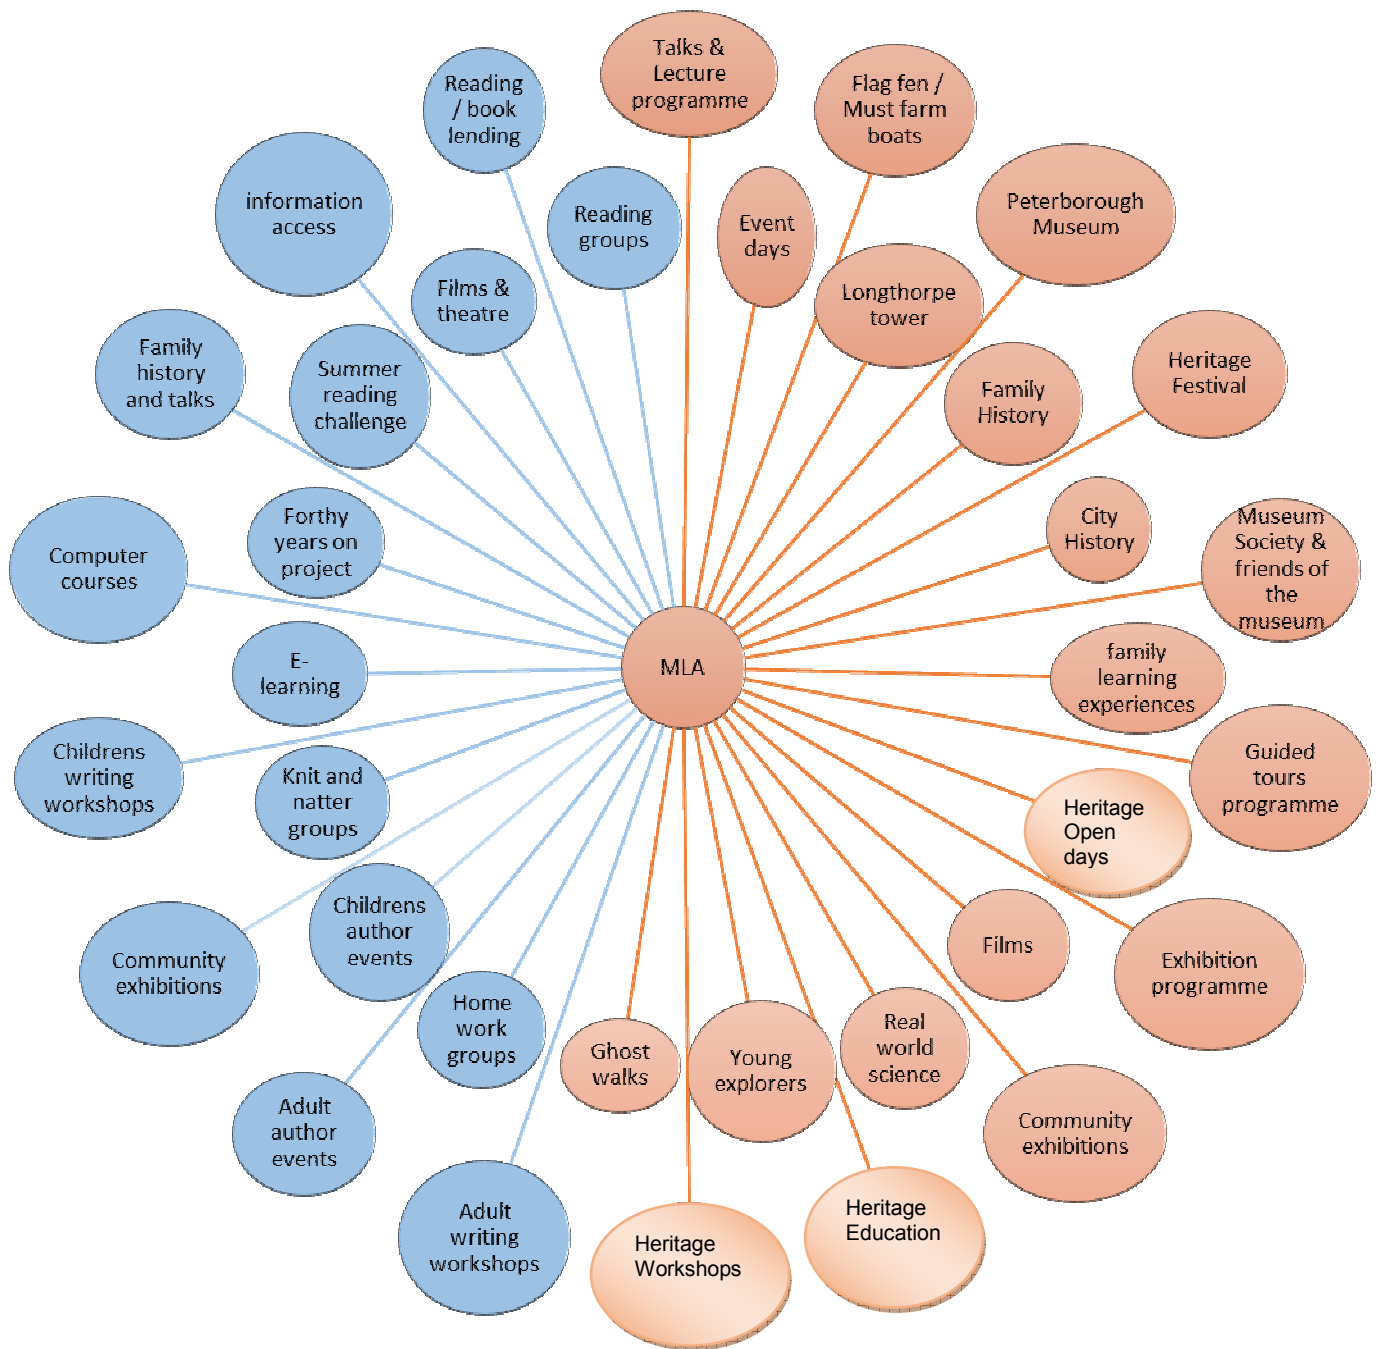 Talks &
Lecture
programme
Flag fen /
Must farm
boats
Peterborough
Museum
Heritage
Festival
Museum
Society &
friends of
the
museum
Guided
tours
programme
Exhibition
programme
Community
exhibitions
Heritage
Education
Heritage
Workshops
Adult
writing
workshops
Adult
author
events
Community
exhibitions
Childrens
writing
workshops
Computer
courses
Family
history
and talks
information
access
Reading
/ book
lending
Reading
groups
Event
days
Longthorpe
tower
Family
History
City
History
family
learning
experiences
Heritage
Open
days
Films
Real
world
science
Young
explorers
Ghost
walks
Home
work
groups
Childrens
author
events
Knit and
natter
groups
E-
learning
Forthy
years on
project
Summer
reading
challenge
Films &
theatre
MLA